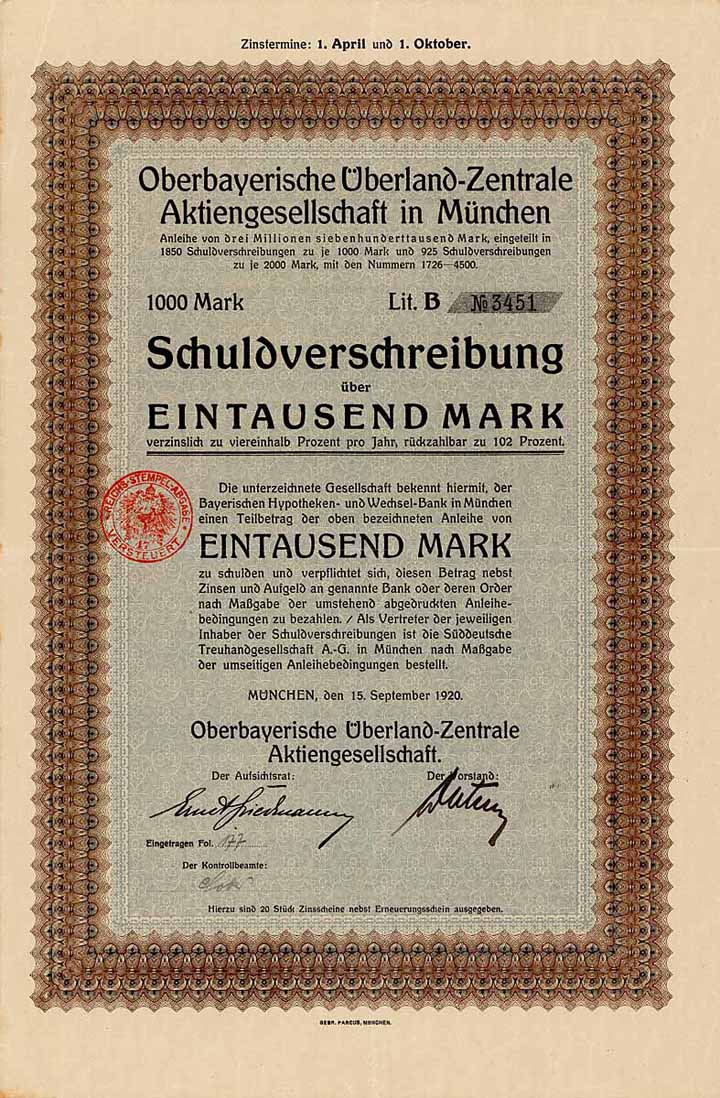 Zinstermine: 1. April und 1. Oktober.
Oberbayerische Überland-Zentrale
Aktiengesellschaft in München
Anleihe von drei Millionen siebenhunderttausend Mark, eingeteilt in
1850 Schuldverschreibungen zu je 1000 Mark und 925 Schuldverschreibungen
zu je 2000 Mark, mit den Nummern 1726—4500.
1000 Mark Lit. B № 3451
Schuldverschreibung
über
EINTAUSEND MARK
verzinslich zu viereinhalb Prozent pro Jahr, rückzahlbar zu 102 Prozent.
REICHS-STEMPEL-ABGABE
VERSTEUERT
Die unterzeichnete Gesellschaft bekennt hiermit, der
Bayerischen Hypotheken- und Wechsel-Bank in München
einen Teilbetrag der oben bezeichneten Anleihe von
EINTAUSEND MARK
zu schulden und verpflichtet sich, diesen Betrag nebst
Zinsen und Aufgeld an genannte Bank oder deren Order
nach Maßgabe der umstehend abgedruckten Anleihe-
bedingungen zu bezahlen. / Als Vertreter der jeweiligen
Inhaber der Schuldverschreibungen ist die Süddeutsche
Treuhandgesellschaft A.-G. in München nach Maßgabe
der umseitigen Anleihebedingungen bestellt.
MÜNCHEN, den 15. September 1920.
Oberbayerische Überland-Zentrale
Aktiengesellschaft.
Der Aufsichtsrat: Der Vorstand:
Eingetragen Fol. 177
Der Kontrollbeamte:
Hierzu sind 20 Stück Zinsscheine nebst Erneuerungsschein ausgegeben.
GEBR. PARCUS, MÜNCHEN.